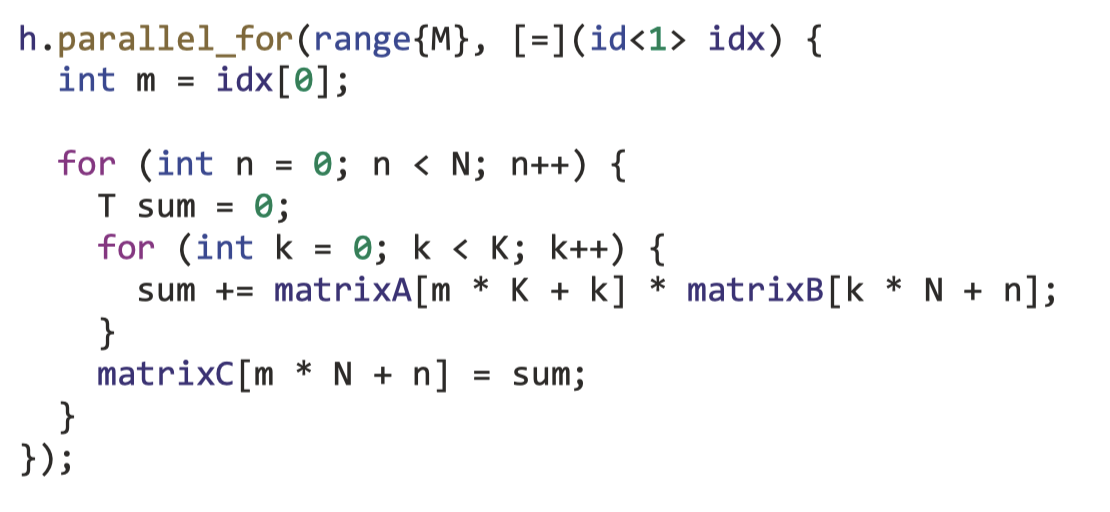 h.parallel_for(range{M}, [=](id<1> idx) {
  int m = idx[0];

  for (int n = 0; n < N; n++) {
    T sum = 0;
    for (int k = 0; k < K; k++) {
      sum += matrixA[m * K + k] * matrixB[k * N + n];
    }
    matrixC[m * N + n] = sum;
  }
});